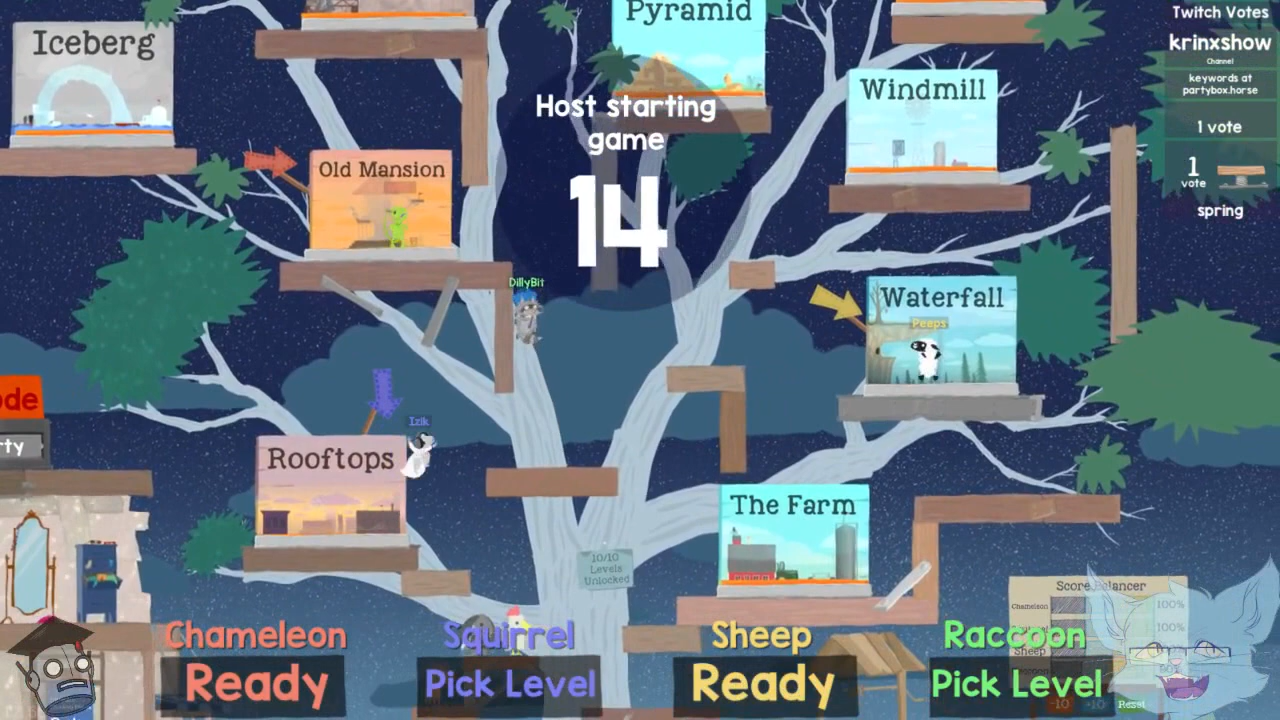 Iceberg
Pyramid
Twitch Votes
krinxshow
Channel
keywords at
partybox.horse
1 vote
1
vote
spring
Windmill
Host starting
game
14
Old Mansion
DillyBit
Waterfall
Peeps
Izik
Rooftops
The Farm
10/10
Levels
Unlocked
Score Balancer
Chameleon
100%
100%
Sheep
-10
+10
Reset
Chameleon
Ready
Squirrel
Pick Level
Sheep
Ready
Raccoon
Pick Level